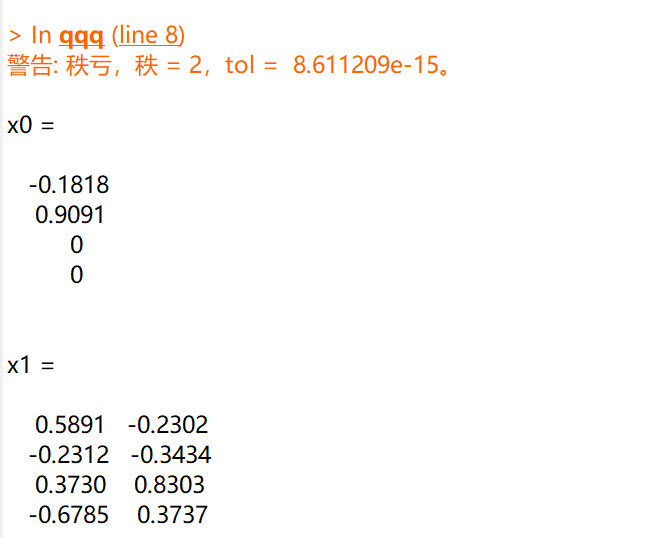 > In qqq (line 8)
警告: 秩亏，秩 = 2，tol =  8.611209e-15。
x0 =
-0.1818
0.9091
0
0
x1 =
0.5891   -0.2302
-0.2312   -0.3434
0.3730    0.8303
-0.6785    0.3737